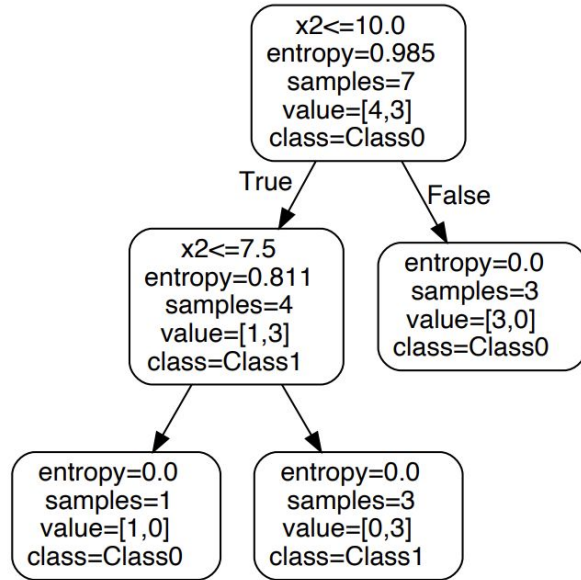 x2<=10.0
entropy=0.985
samples=7
value=[4,3]
class=Class0
True
False
x2<=7.5
entropy=0.811
samples=4
value=[1,3]
class=Class1
entropy=0.0
samples=3
value=[3,0]
class=Class0
entropy=0.0
samples=1
value=[1,0]
class=Class0
entropy=0.0
samples=3
value=[0,3]
class=Class1